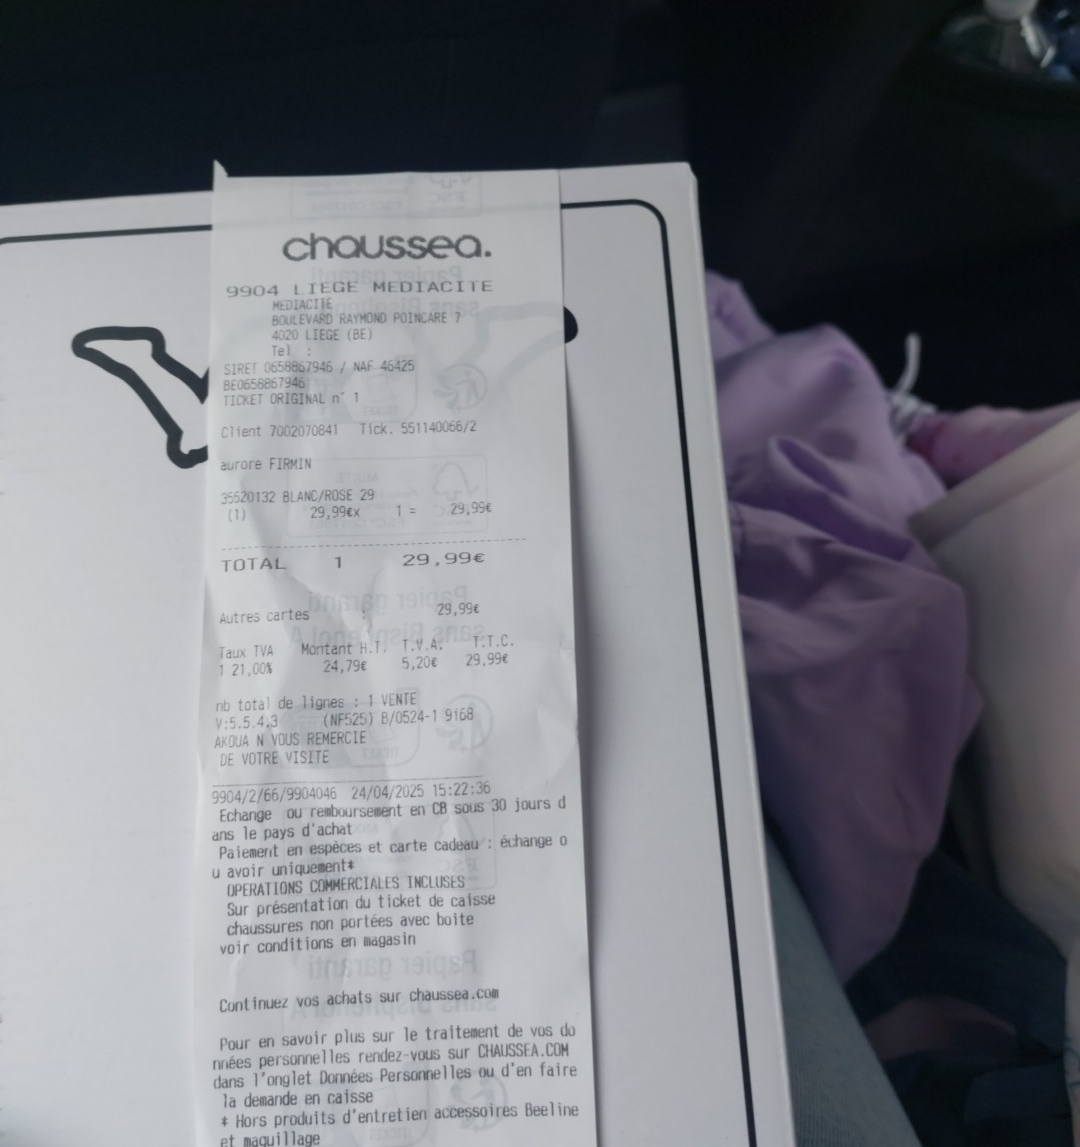 chaussea.
9904 LIEGE MEDIACITE
MEDIACITE
BOULEVARD RAYMOND POINCARE 7
4020 LIEGE (BE)
Tel :
SIRET 0658867946 / NAF 46425
BE0658867946
TICKET ORIGINAL n° 1
Client 7002070841 Tick. 551140066/2
aurore FIRMIN
35520132 BLANC/ROSE 29
(1) 29,99€x 1 = 29,99€
TOTAL 1 29,99€
Autres cartes : 29,99€
Taux TVA Montant H.T. T.V.A. T.T.C.
1 21,00% 24,79€ 5,20€ 29,99€
nb total de lignes : 1 VENTE
V:5.5.4.3 (NF525) B/0524-1 9168
AKOUA N VOUS REMERCIE
DE VOTRE VISITE
9904/2/66/9904046 24/04/2025 15:22:36
Echange ou remboursement en CB sous 30 jours d
ans le pays d'achat
Paiement en espèces et carte cadeau : échange o
u avoir uniquement*
OPERATIONS COMMERCIALES INCLUSES
Sur présentation du ticket de caisse
chaussures non portées avec boite
voir conditions en magasin
Continuez vos achats sur chaussea.com
Pour en savoir plus sur le traitement de vos do
nnées personnelles rendez-vous sur CHAUSSEA.COM
dans l'onglet Données Personnelles ou d'en faire
la demande en caisse
* Hors produits d'entretien accessoires Beeline
et maquillage